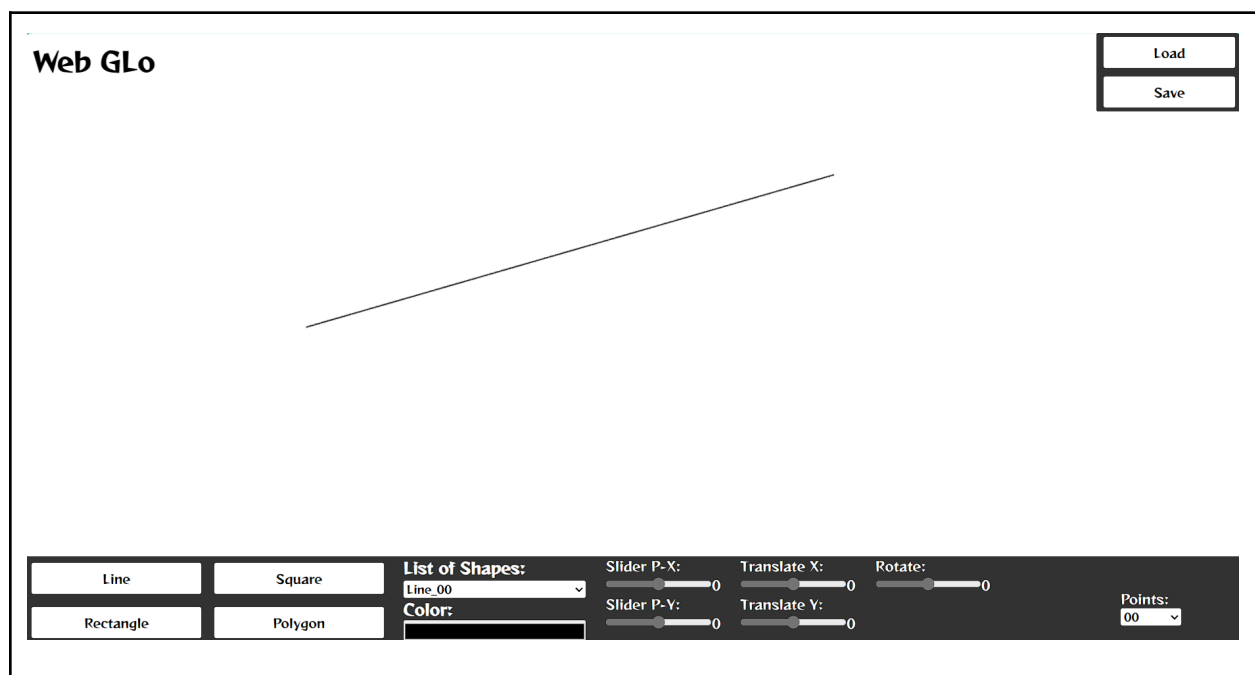 Web GLo
Load
Save
Line
Square
Rectangle
Polygon
List of Shapes:
Line_00
Color:
Slider P-X:
0
Slider P-Y:
0
Translate X:
0
Translate Y:
0
Rotate:
0
Points:
00